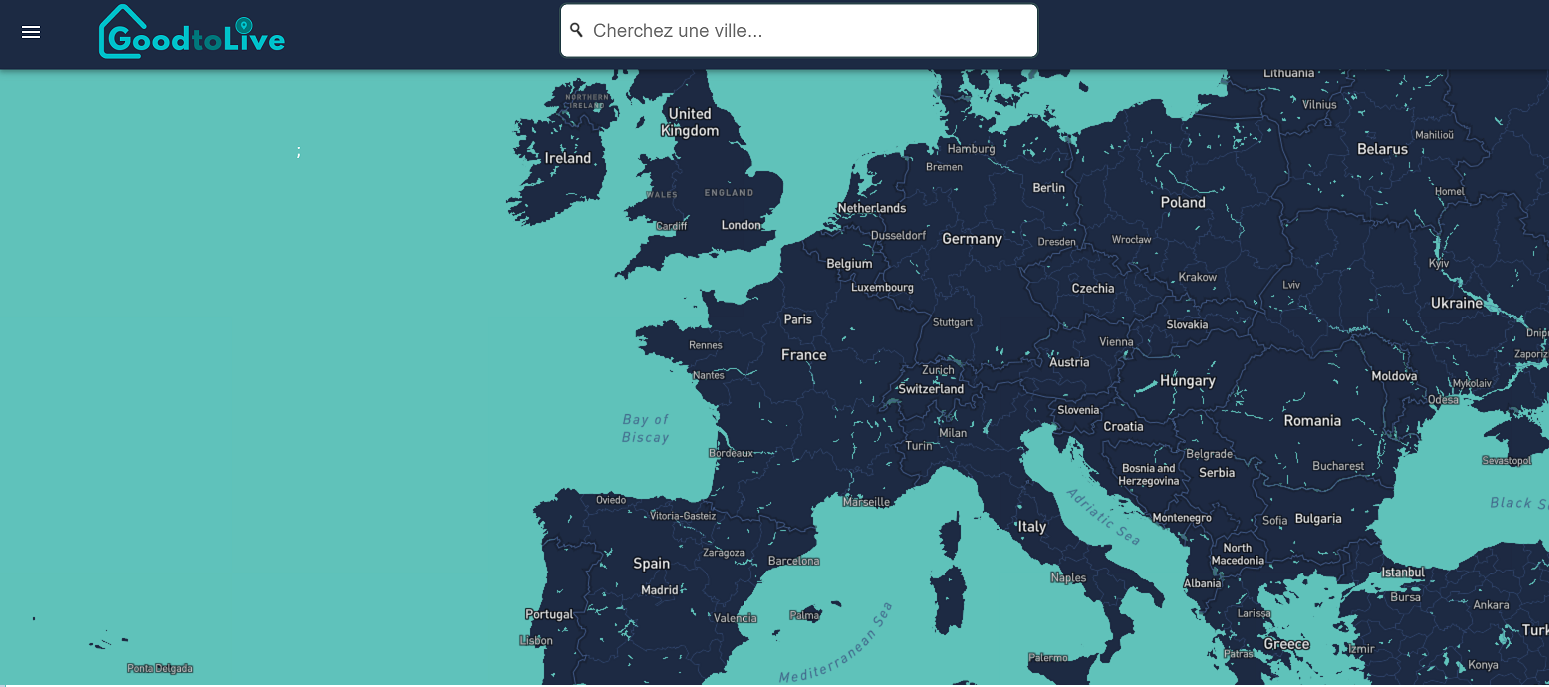 GoodtoLive
Cherchez une ville...
Lithuania
NORTHERN
IRELAND
Vilnius
United
Kingdom
Mahilioŭ
;
Ireland
Hamburg
Belarus
Bremen
WALES
ENGLAND
Berlin
Homel
Netherlands
Poland
Cardiff
London
Dusseldorf
Germany
Dresden
Wrocław
Belgium
Kyiv
Luxembourg
Czechia
Krakow
Lviv
Ukraine
Paris
Stuttgart
Slovakia
Dnip
Rennes
Vienna
France
Zaporiz
Austria
Nantes
Zurich
Switzerland
Hungary
Moldova
Mykolaiv
Odesa
Slovenia
Bay of
Biscay
Croatia
Romania
Milan
Turin
Bordeaux
Belgrade
Sevastopol
Bosnia and
Herzegovina
Serbia
Bucharest
Oviedo
Marseille
Adriatic Sea
Black S
Vitoria-Gasteiz
Montenegro
Sofia
Bulgaria
Italy
Zaragoza
North
Macedonia
Spain
Barcelona
Istanbul
Naples
Albania
Madrid
Bursa
Ankara
Portugal
Valencia
Palma
Larissa
Lisbon
Turk
Greece
Izmir
Mediterranean Sea
Patras
Palermo
Konya
Ponta Delgada